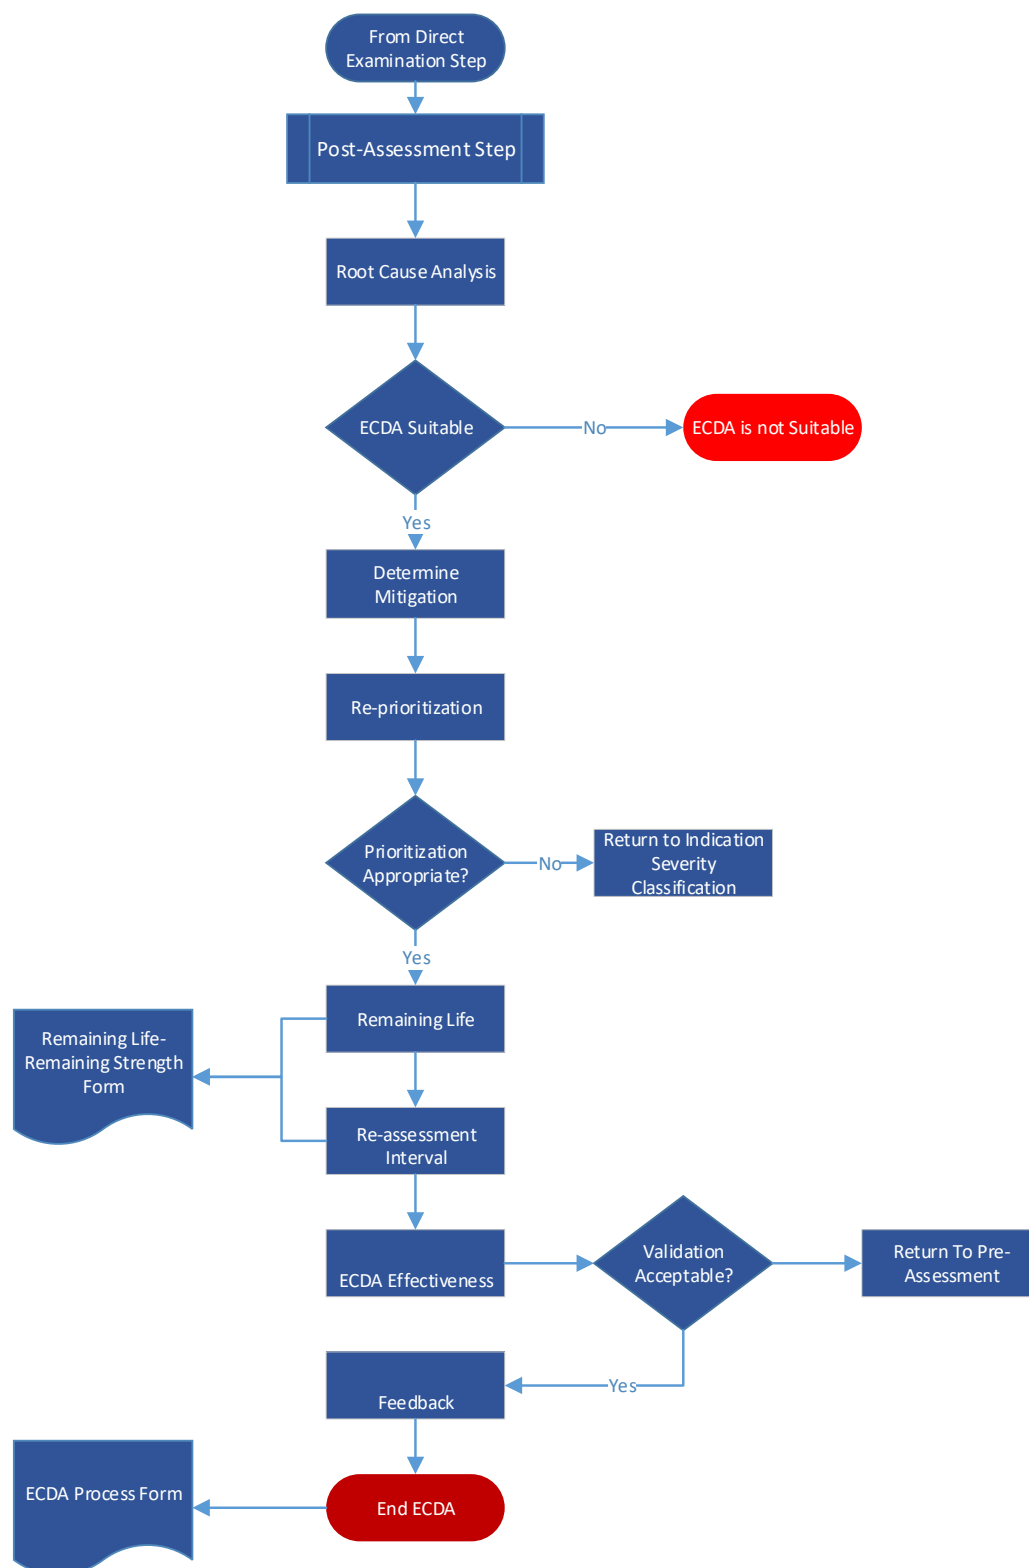 From Direct
Examination Step
Post-Assessment Step
Root Cause Analysis
ECDA Suitable
No
ECDA is not Suitable
Yes
Determine
Mitigation
Re-prioritization
Prioritization
Appropriate?
No
Return to Indication
Severity
Classification
Yes
Remaining Life
Remaining Life-
Remaining Strength
Form
Re-assessment
Interval
ECDA Effectiveness
Validation
Acceptable?
Return To Pre-
Assessment
Yes
Feedback
ECDA Process Form
End ECDA